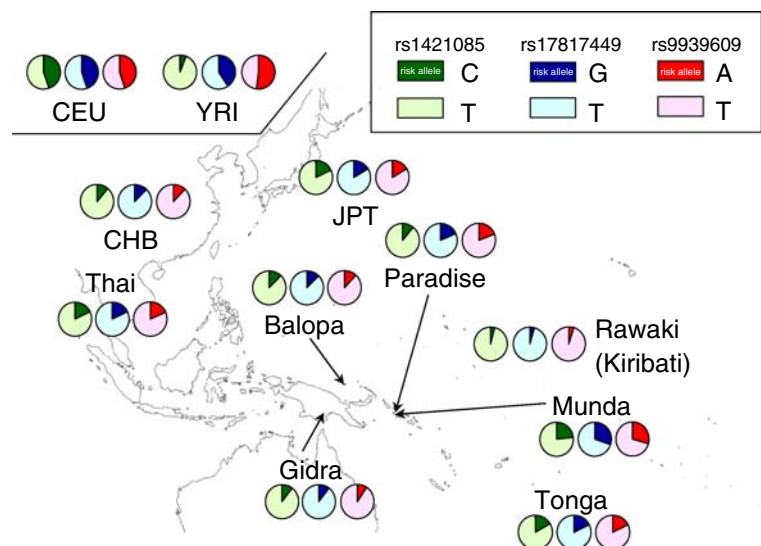 rs1421085 rs17817449 rs9939609
risk allele C risk allele G risk allele A
T T T
CEU YRI
JPT
CHB
Paradise
Thai
Balopa
Rawaki
(Kiribati)
Munda
Gidra
Tonga